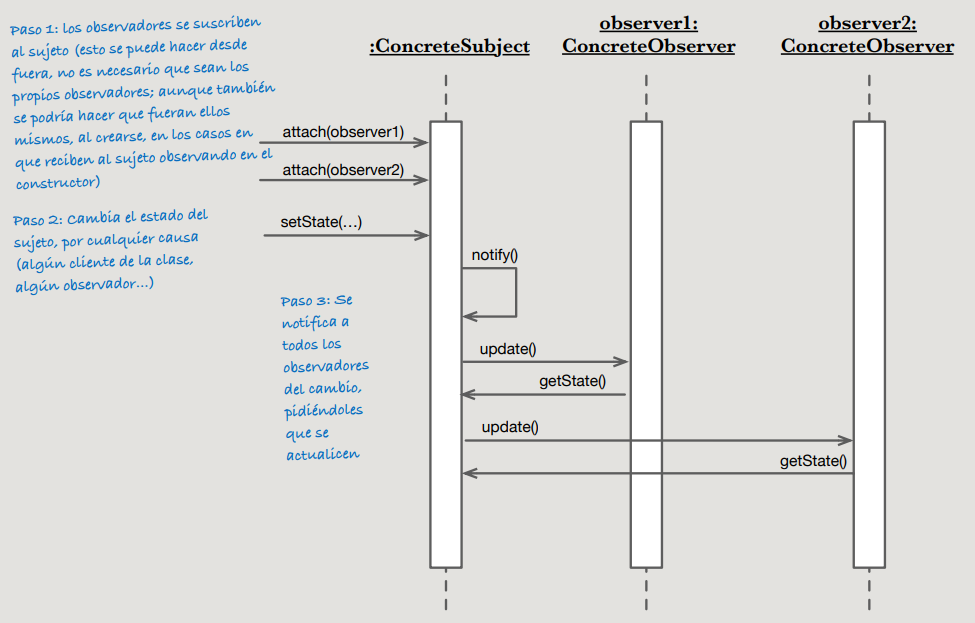 Paso 1: los observadores se suscriben
al sujeto (esto se puede hacer desde
fuera, no es necesario que sean los
propios observadores; aunque también
se podría hacer que fueran ellos
mismos, al crearse, en los casos en
que reciben al sujeto observando en el
constructor)
:ConcreteSubject
observer1:
ConcreteObserver
observer2:
ConcreteObserver
attach(observer1)
attach(observer2)
Paso 2: Cambia el estado del
sujeto, por cualquier causa
(algún cliente de la clase,
algún observador...)
setState(...)
notify()
Paso 3: Se
notifica a
todos los
observadores
del cambio,
pidiéndoles
que se
actualicen
update()
getState()
update()
getState()